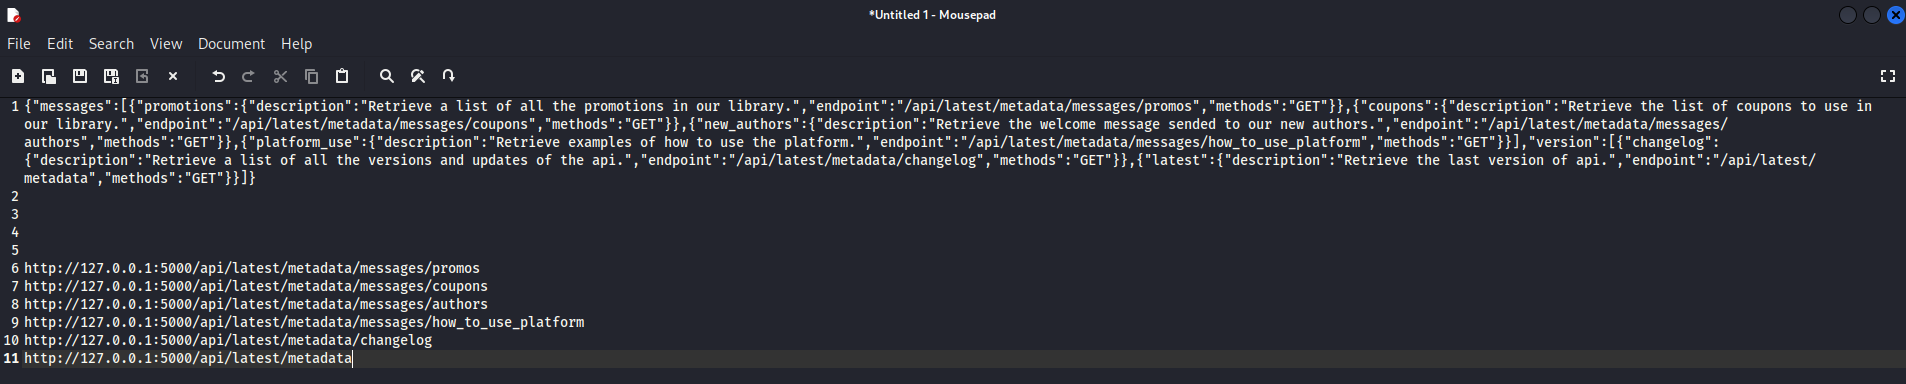 *Untitled 1 - Mousepad
File Edit Search View Document Help
1 {"messages":[{"promotions":{"description":"Retrieve a list of all the promotions in our library.","endpoint":"/api/latest/metadata/messages/promos","methods":"GET"}},{"coupons":{"description":"Retrieve the list of coupons to use in
our library.","endpoint":"/api/latest/metadata/messages/coupons","methods":"GET"}},{"new_authors":{"description":"Retrieve the welcome message sended to our new authors.","endpoint":"/api/latest/metadata/messages/
authors","methods":"GET"}},{"platform_use":{"description":"Retrieve examples of how to use the platform.","endpoint":"/api/latest/metadata/messages/how_to_use_platform","methods":"GET"}}],"version":[{"changelog":
{"description":"Retrieve a list of all the versions and updates of the api.","endpoint":"/api/latest/metadata/changelog","methods":"GET"}},{"latest":{"description":"Retrieve the last version of api.","endpoint":"/api/latest/
metadata","methods":"GET"}}]}
2
3
4
5
6 http://127.0.0.1:5000/api/latest/metadata/messages/promos
7 http://127.0.0.1:5000/api/latest/metadata/messages/coupons
8 http://127.0.0.1:5000/api/latest/metadata/messages/authors
9 http://127.0.0.1:5000/api/latest/metadata/messages/how_to_use_platform
10 http://127.0.0.1:5000/api/latest/metadata/changelog
11 http://127.0.0.1:5000/api/latest/metadata